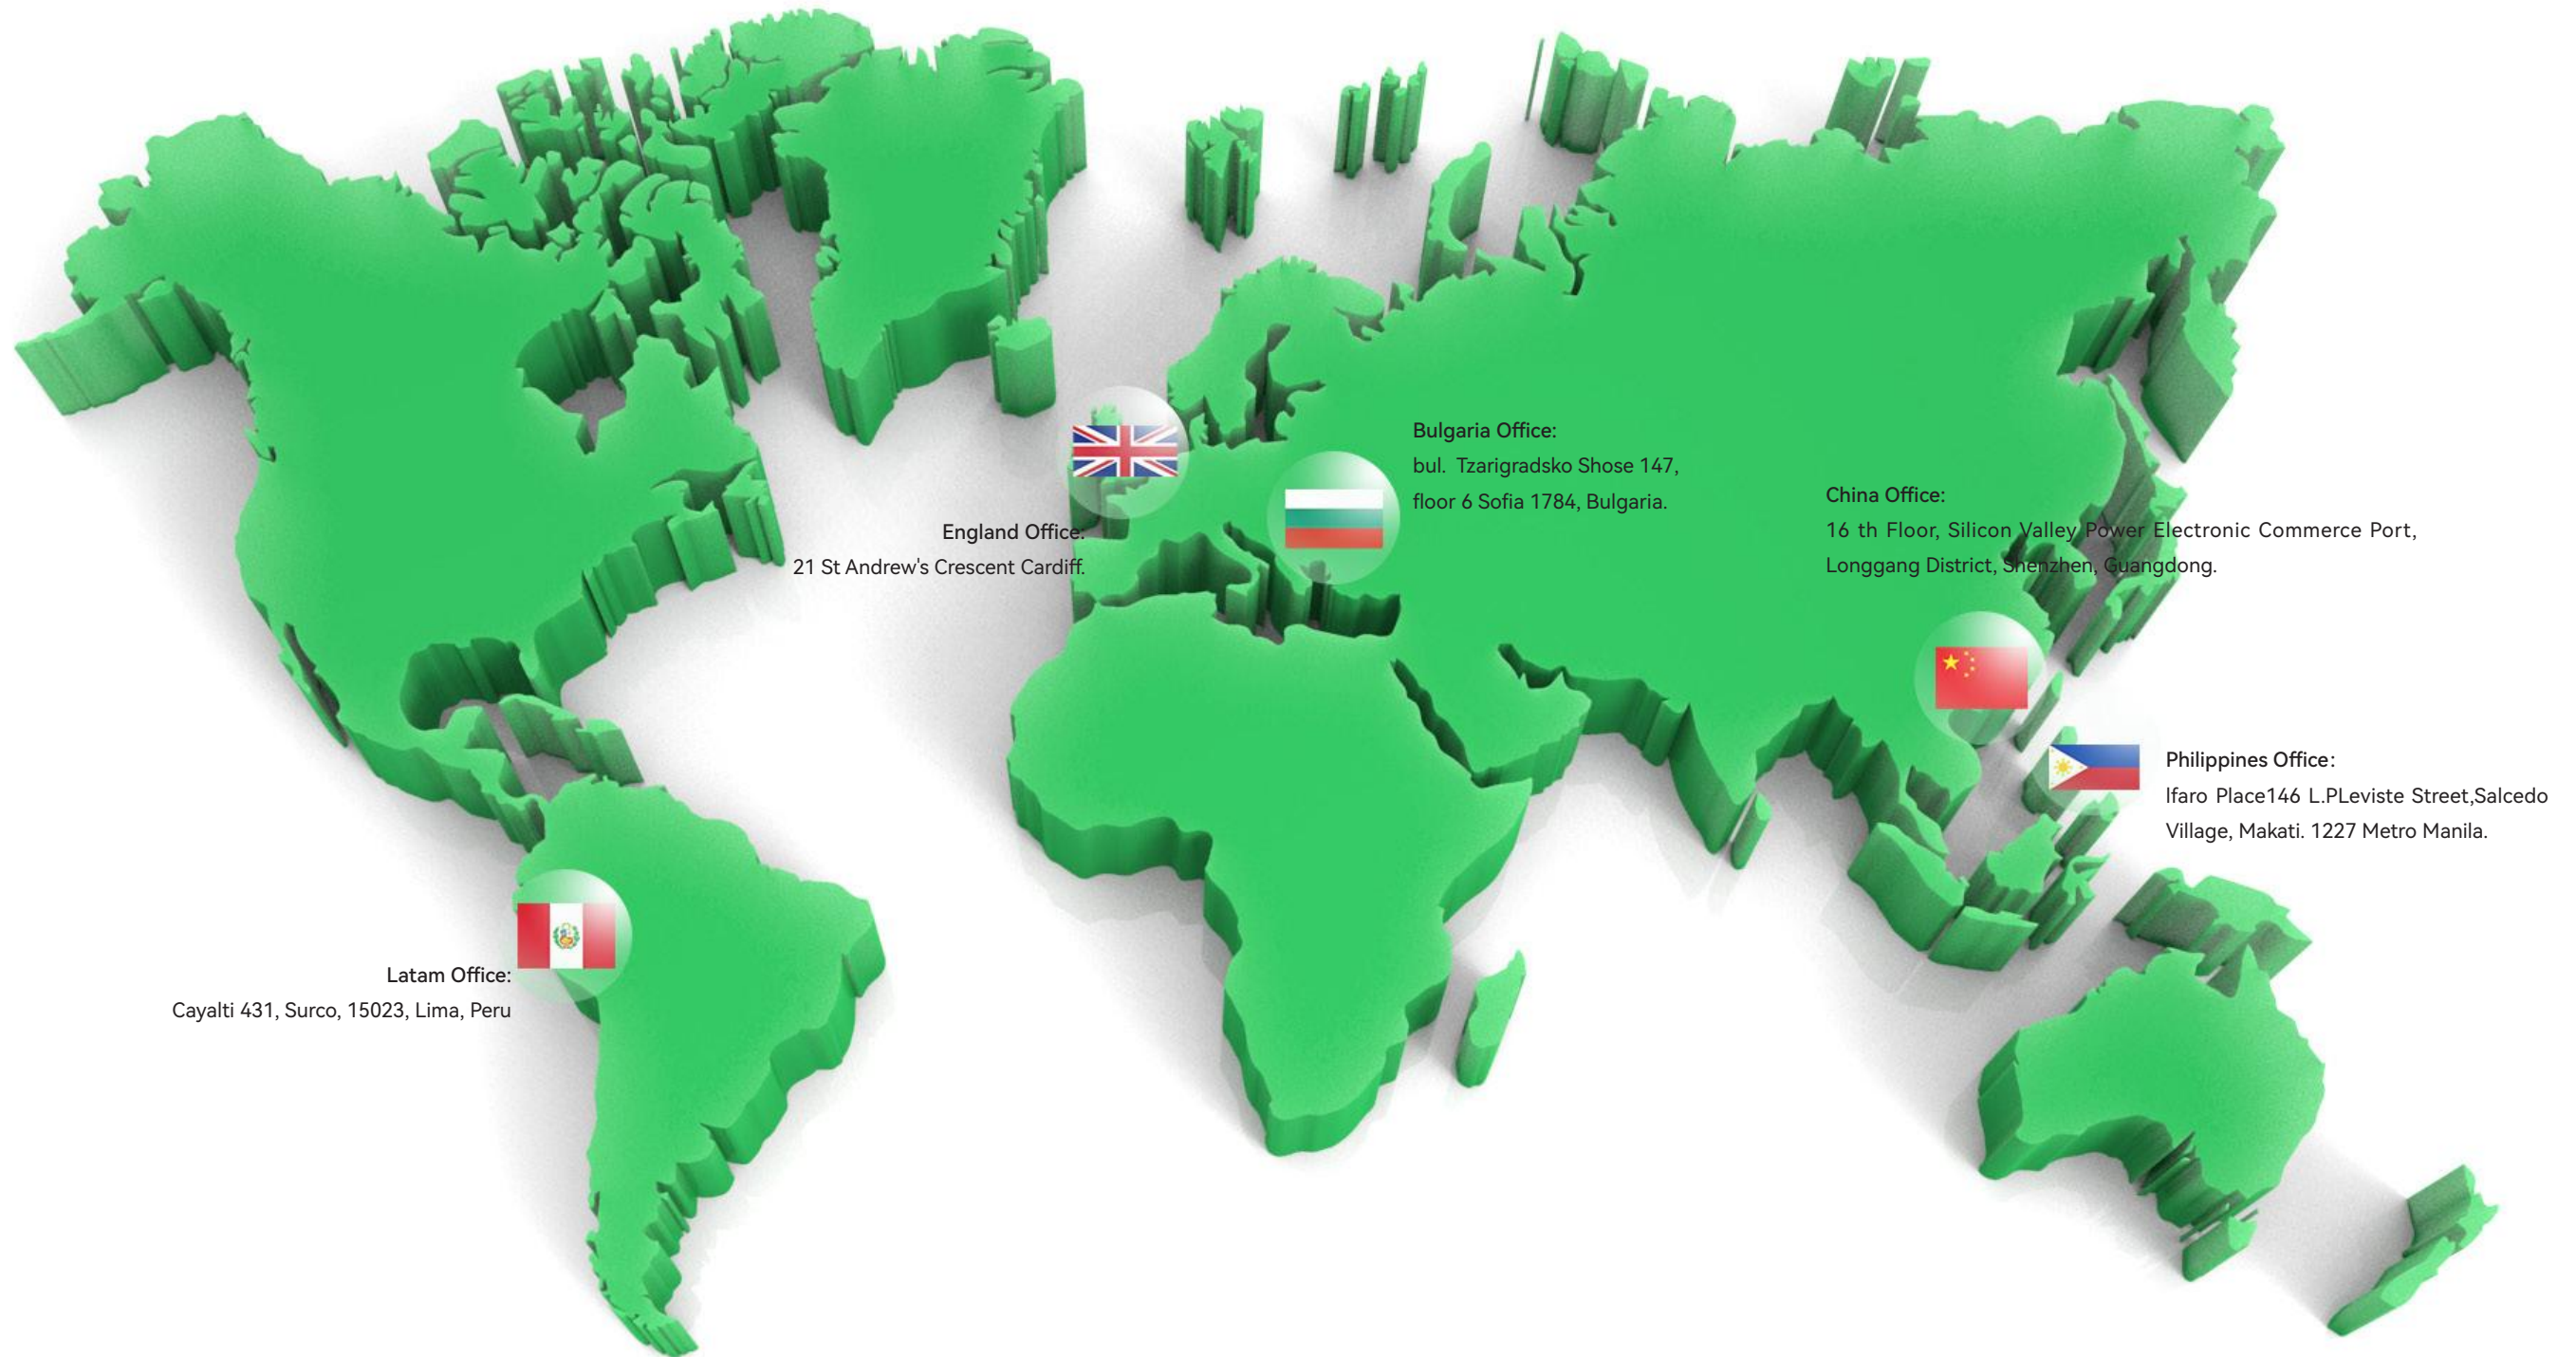 Bulgaria Office:
bul. Tzarigradsko Shose 147,
floor 6 Sofia 1784, Bulgaria.
China Office:
16 th Floor, Silicon Valley Power Electronic Commerce Port,
Longgang District, Shenzhen, Guangdong.
England Office:
21 St Andrew's Crescent Cardiff.
Philippines Office:
lfaro Place146 L.PLeviste Street,Salcedo
Village, Makati. 1227 Metro Manila.
Latam Office:
Cayalti 431, Surco, 15023, Lima, Peru